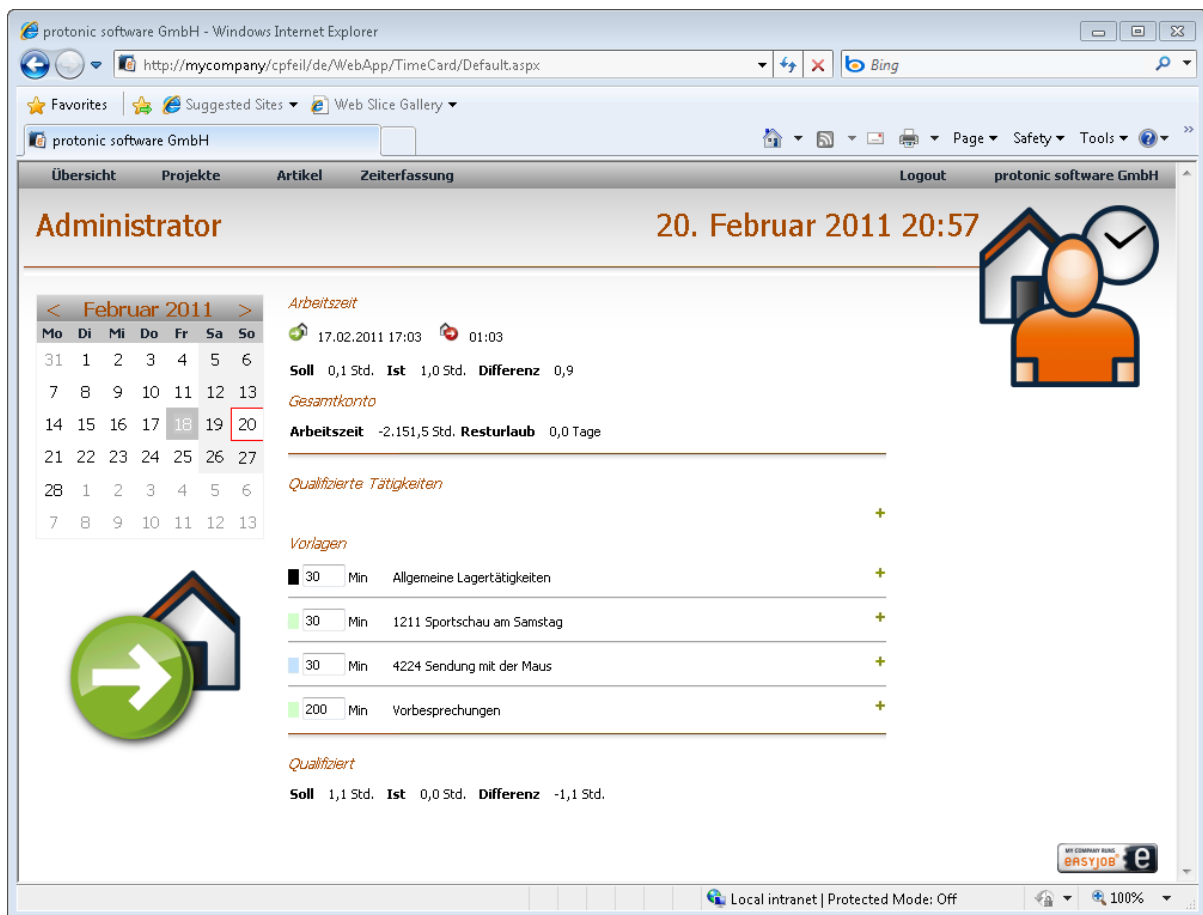 protonic software GmbH - Windows Internet Explorer
http://mycompany/cpfeil/de/WebApp/TimeCard/Default.aspx
Bing
Favorites
Suggested Sites
Web Slice Gallery
protonic software GmbH
Page
Safety
Tools
Übersicht Projekte Artikel Zeiterfassung Logout protonic software GmbH
Administrator
20. Februar 2011 20:57
< Februar 2011 >
Mo Di Mi Do Fr Sa So
31 1 2 3 4 5 6
7 8 9 10 11 12 13
14 15 16 17 18 19 20
21 22 23 24 25 26 27
28 1 2 3 4 5 6
7 8 9 10 11 12 13
Arbeitszeit
17.02.2011 17:03 01:03
Soll 0,1 Std. Ist 1,0 Std. Differenz 0,9
Gesamtkonto
Arbeitszeit -2.151,5 Std. Resturlaub 0,0 Tage
Qualifizierte Tätigkeiten
+
Vorlagen
30 Min Allgemeine Lagertätigkeiten +
30 Min 1211 Sportschau am Samstag +
30 Min 4224 Sendung mit der Maus +
200 Min Vorbesprechungen +
Qualifiziert
Soll 1,1 Std. Ist 0,0 Std. Differenz -1,1 Std.
MY COMPANY RUNS
easyjob e
Local intranet | Protected Mode: Off
100%